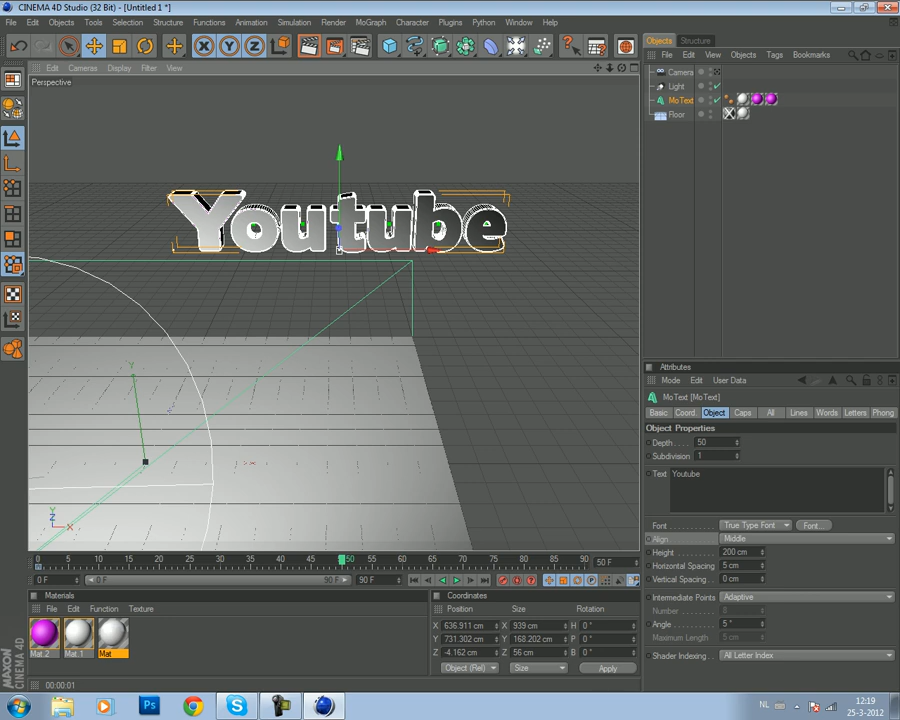 CINEMA 4D Studio (32 Bit) - [Untitled 1 *]
File Edit Objects Tools Selection Structure Functions Animation Simulation Render MoGraph Character Plugins Python Window Help
Objects Structure
Edit Cameras Display Filter View
File Edit View Objects Tags Bookmarks
Perspective
Camera
Light
MoText
Floor
Youtube
Attributes
Mode Edit User Data
MoText [MoText]
Basic Coord. Object Caps All Lines Words Letters Phong
Object Properties
Depth . . . . 50
Subdivision 1
Text Youtube
Font True Type Font Font...
Align Middle
Height 200 cm
Horizontal Spacing 5 cm
Vertical Spacing 0 cm
Intermediate Points Adaptive
Number 8
Angle 5 °
Maximum Length 5 cm
Shader Indexing All Letter Index
Y
Y
Z
X
0 5 10 15 20 25 30 35 40 45 50 55 60 65 70 75 80 85 90 50 F
0 F 0 F 90 F 90 F
Materials
File Edit Function Texture
Mat.2 Mat.1 Mat
Coordinates
Position Size Rotation
X 636.911 cm X 939 cm H 0 °
Y 731.302 cm Y 168.202 cm P 0 °
Z -4.162 cm Z 56 cm B 0 °
Object (Rel) Size Apply
MAXON
CINEMA 4D
00:00:01
Ps
NL
12:19
25-3-2012